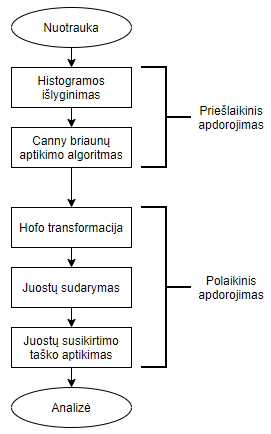 Nuotrauka
Histogramos
išlyginimas
Priešlaikinis
apdorojimas
Canny briaunų
aptikimo algoritmas
Hofo transformacija
Juostų sudarymas
Polaikinis
apdorojimas
Juostų susikirtimo
taško aptikimas
Analizė